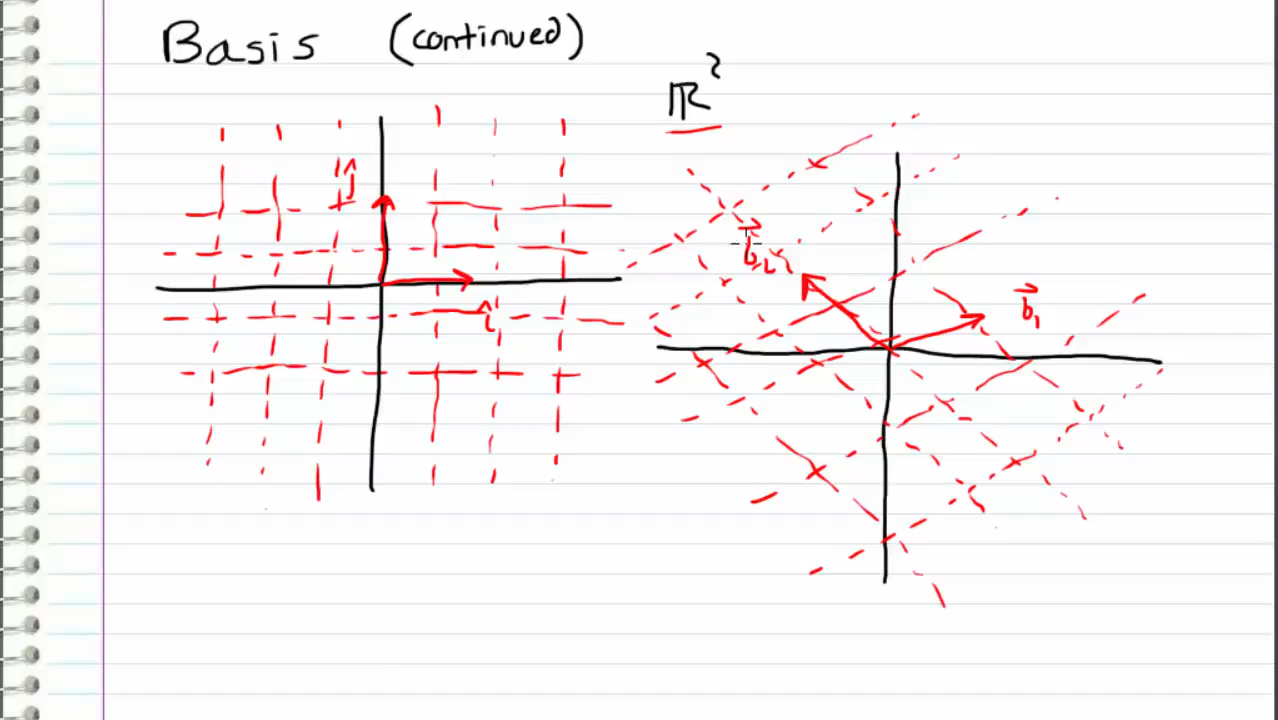 Basis (continued)
ℝ²
ĵ
î
b⃗₂
b⃗₁